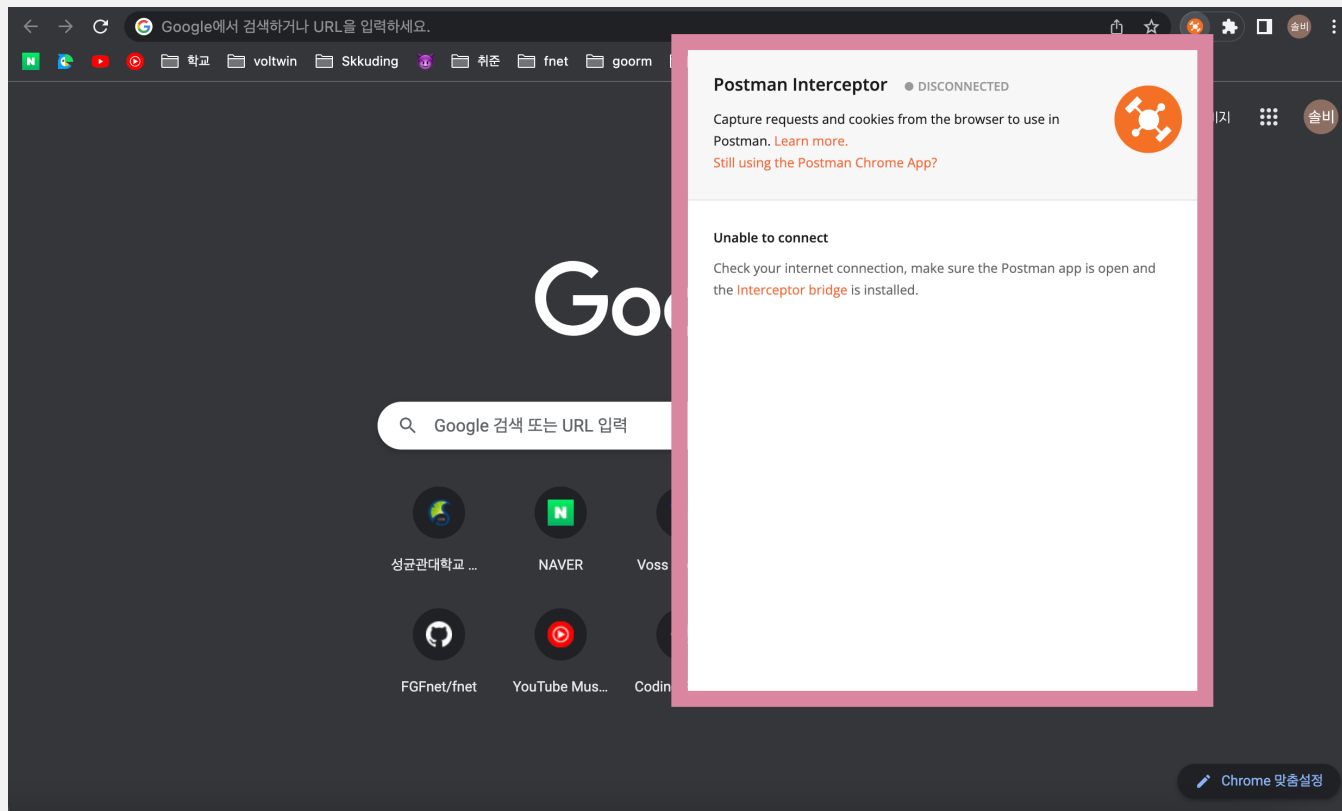 Google에서 검색하거나 URL을 입력하세요.
솔비
N
학교 voltwin Skkuding 취준 fnet goorm
Postman Interceptor DISCONNECTED
Capture requests and cookies from the browser to use in
Postman. Learn more.
Still using the Postman Chrome App?
솔비
Unable to connect
Check your internet connection, make sure the Postman app is open and
the Interceptor bridge is installed.
Google 검색 또는 URL 입력
N
성균관대학교 ... NAVER Voss
FGFnet/fnet YouTube Mus... Codin
Chrome 맞춤설정